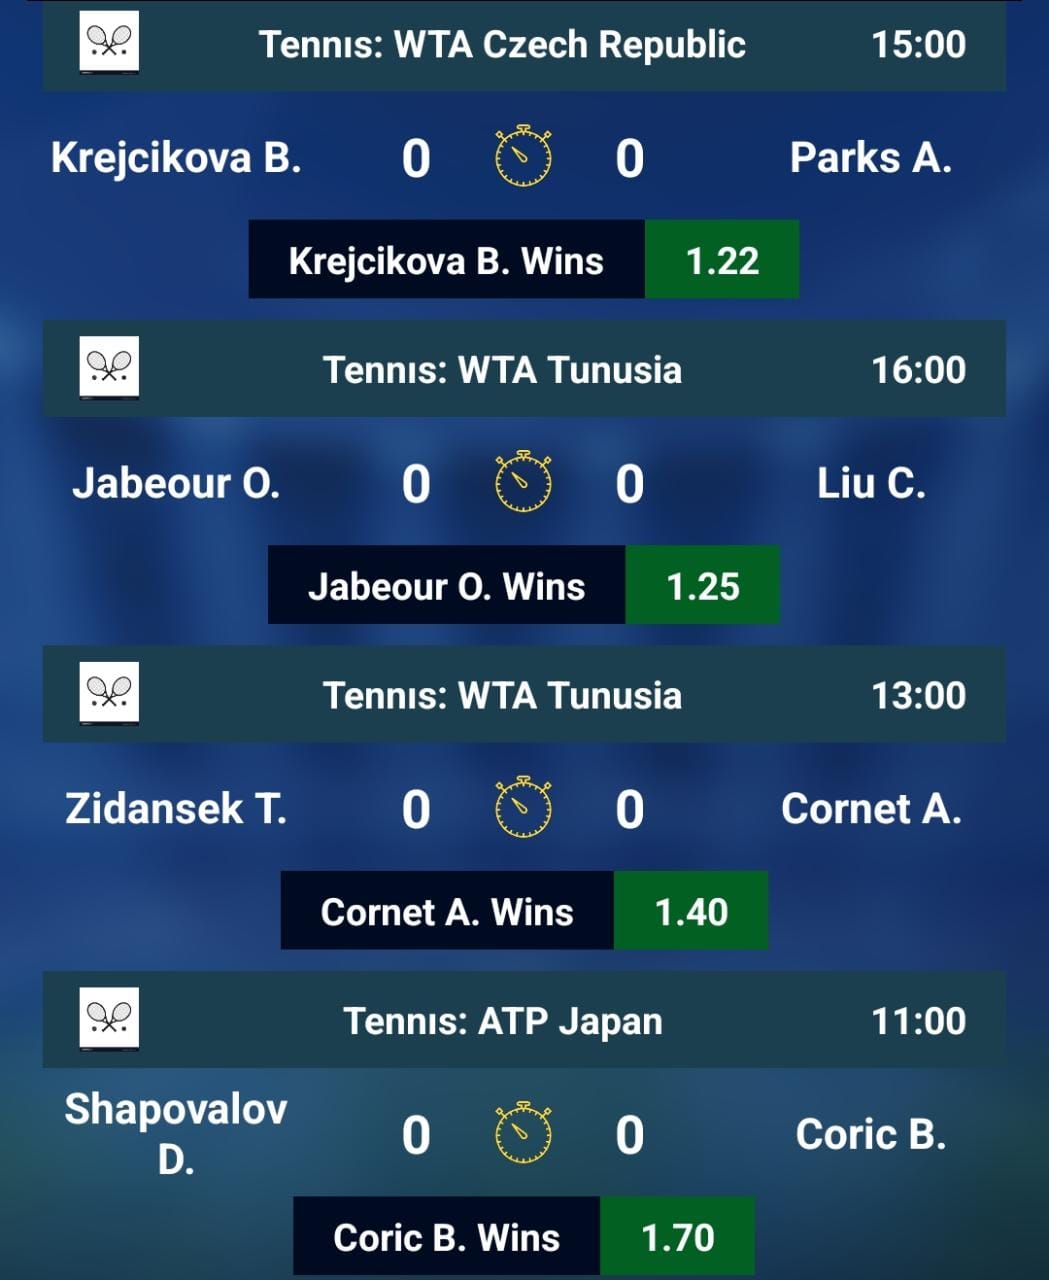 Tennıs: WTA Czech Republic 15:00
Krejcikova B. 0 0 Parks A.
Krejcikova B. Wins 1.22
Tennıs: WTA Tunusia 16:00
Jabeour O. 0 0 Liu C.
Jabeour O. Wins 1.25
Tennıs: WTA Tunusia 13:00
Zidansek T. 0 0 Cornet A.
Cornet A. Wins 1.40
Tennıs: ATP Japan 11:00
Shapovalov
D. 0 0 Coric B.
Coric B. Wins 1.70